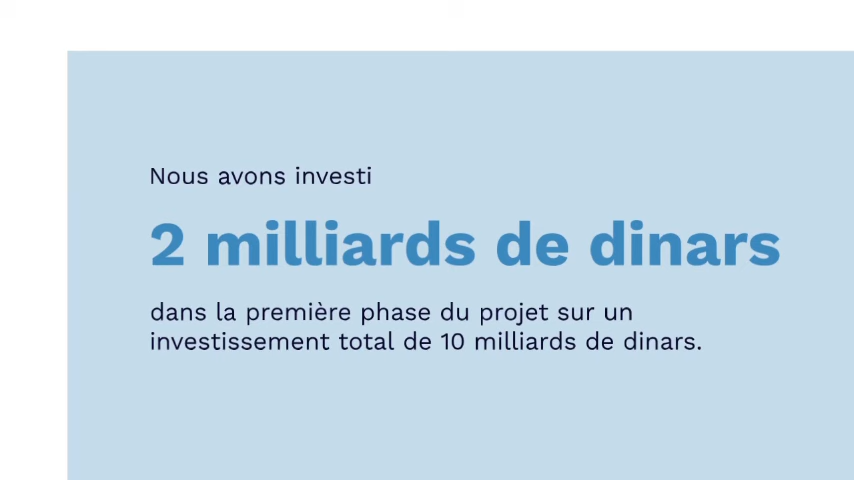 Nous avons investi
2 milliards de dinars
dans la première phase du projet sur un
investissement total de 10 milliards de dinars.